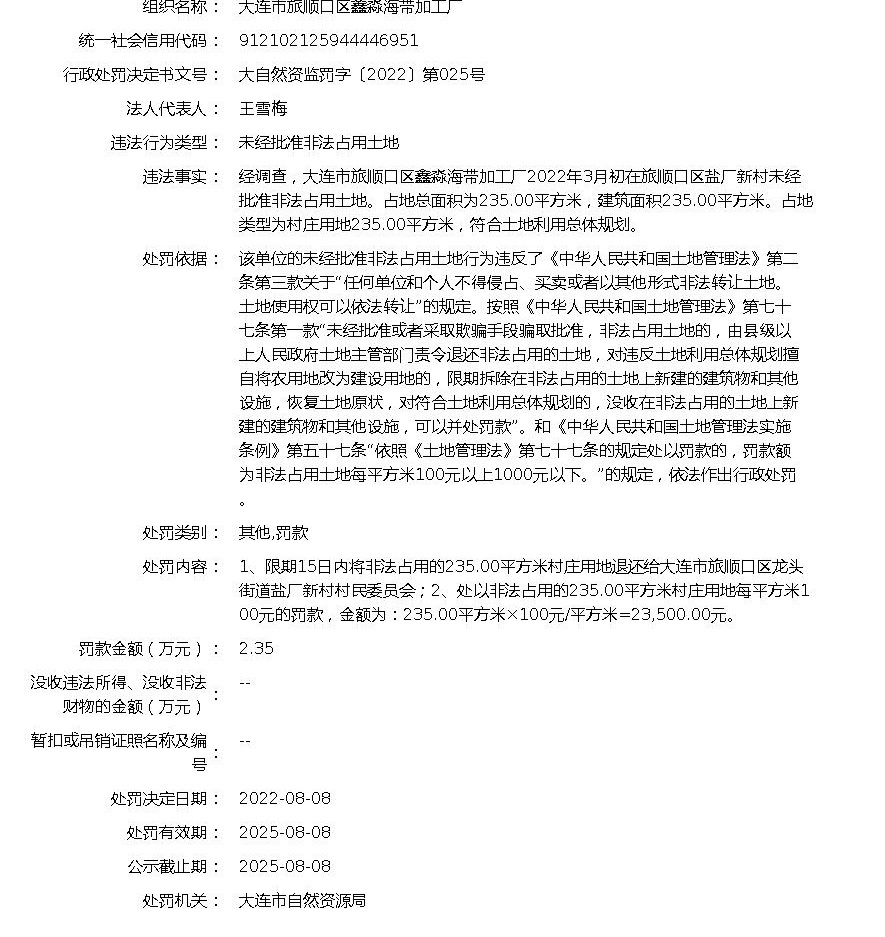 组织名称： 大连市旅顺口区鑫淼海带加工厂
统一社会信用代码： 912102125944446951
行政处罚决定书文号： 大自然资监罚字〔2022〕第025号
法人代表人： 王雪梅
违法行为类型： 未经批准非法占用土地
违法事实： 经调查，大连市旅顺口区鑫淼海带加工厂2022年3月初在旅顺口区盐厂新村未经
批准非法占用土地。占地总面积为235.00平方米，建筑面积235.00平方米。占地
类型为村庄用地235.00平方米，符合土地利用总体规划。
处罚依据： 该单位的未经批准非法占用土地行为违反了《中华人民共和国土地管理法》第二
条第三款关于“任何单位和个人不得侵占、买卖或者以其他形式非法转让土地。
土地使用权可以依法转让”的规定。按照《中华人民共和国土地管理法》第七十
七条第一款“未经批准或者采取欺骗手段骗取批准，非法占用土地的，由县级以
上人民政府土地主管部门责令退还非法占用的土地，对违反土地利用总体规划擅
自将农用地改为建设用地的，限期拆除在非法占用的土地上新建的建筑物和其他
设施，恢复土地原状，对符合土地利用总体规划的，没收在非法占用的土地上新
建的建筑物和其他设施，可以并处罚款”。和《中华人民共和国土地管理法实施
条例》第五十七条“依照《土地管理法》第七十七条的规定处以罚款的，罚款额
为非法占用土地每平方米100元以上1000元以下。”的规定，依法作出行政处罚
。
处罚类别： 其他,罚款
处罚内容： 1、限期15日内将非法占用的235.00平方米村庄用地退还给大连市旅顺口区龙头
街道盐厂新村村民委员会；2、处以非法占用的235.00平方米村庄用地每平方米1
00元的罚款，金额为：235.00平方米×100元/平方米=23,500.00元。
罚款金额（万元）： 2.35
没收违法所得、没收非法
财物的金额（万元）： --
暂扣或吊销证照名称及编
号： --
处罚决定日期： 2022-08-08
处罚有效期： 2025-08-08
公示截止期： 2025-08-08
处罚机关： 大连市自然资源局